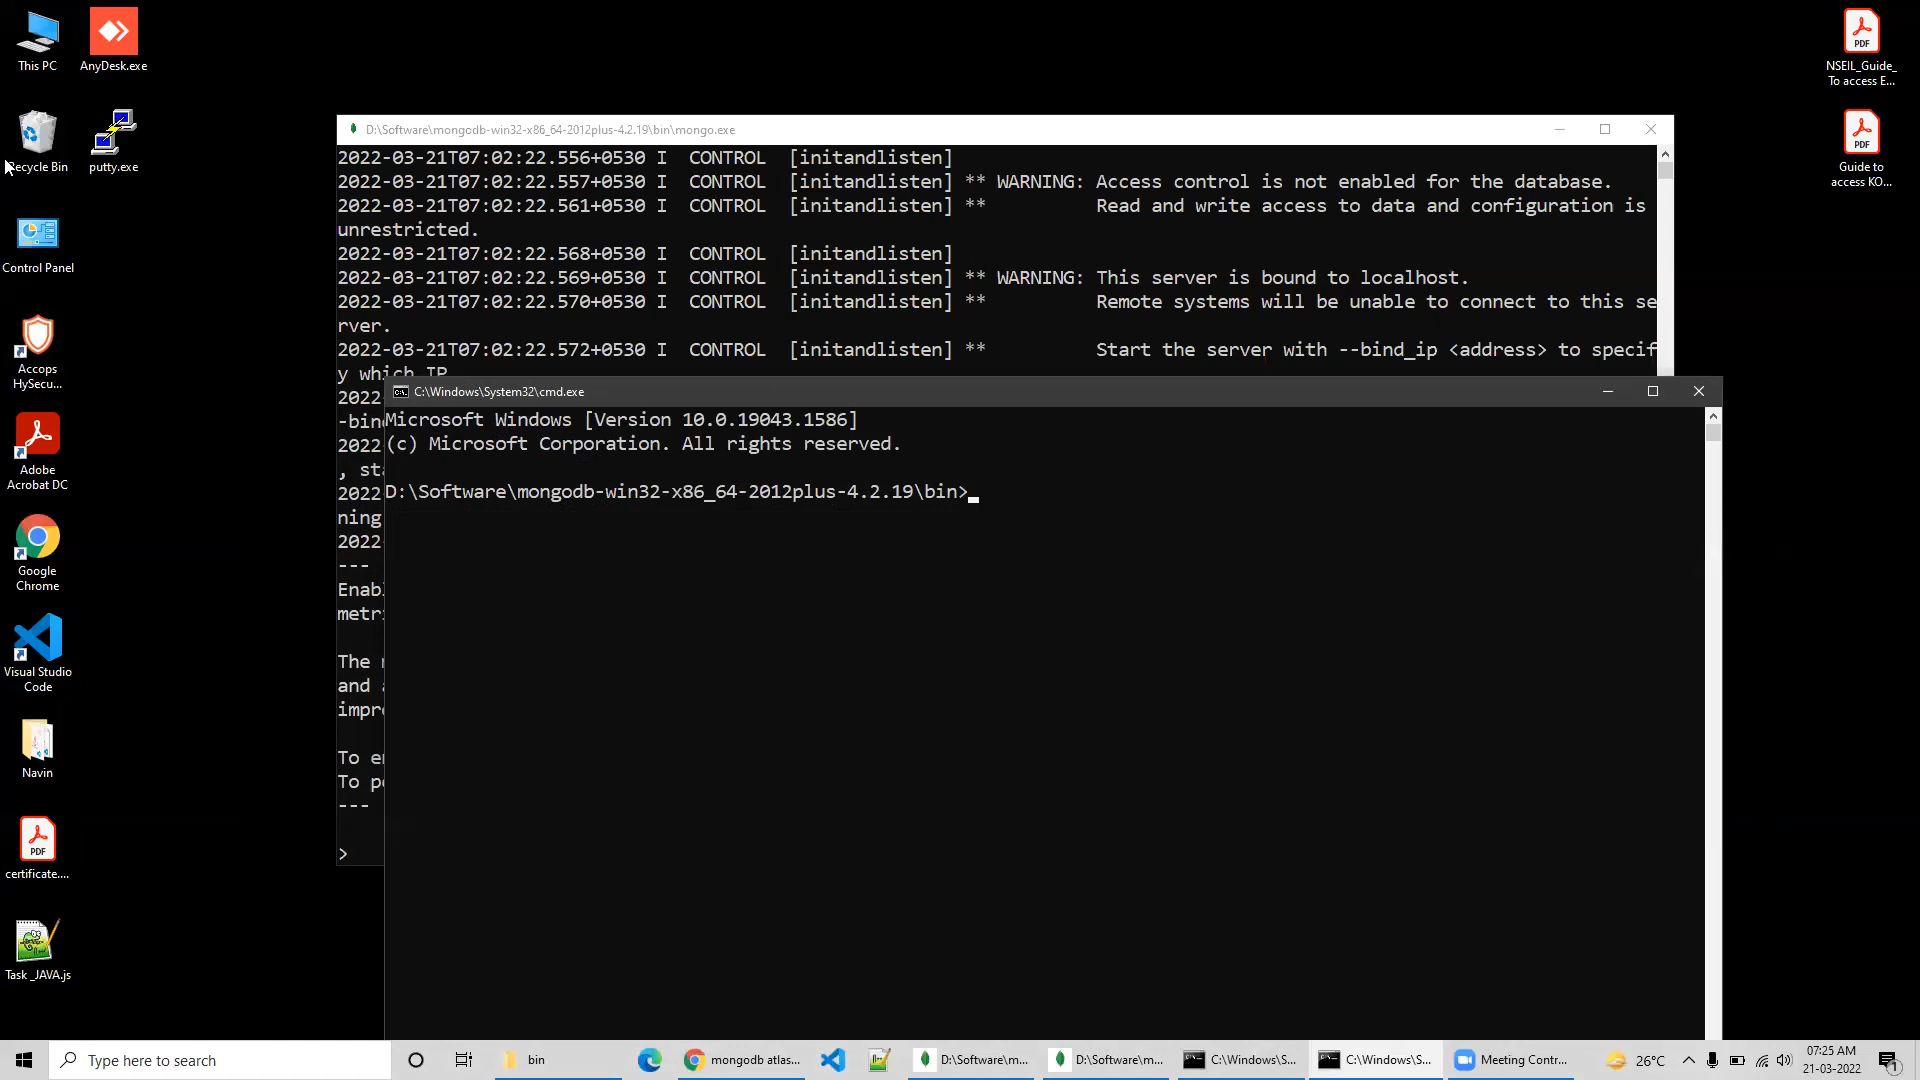 This PC
AnyDesk.exe
Recycle Bin
putty.exe
Control Panel
Accops
HySecu...
Adobe
Acrobat DC
Google
Chrome
Visual Studio
Code
Navin
PDF
certificate....
Task _JAVA.js
PDF
NSEIL_Guide_
To access E...
PDF
Guide to
access KO...
D:\Software\mongodb-win32-x86_64-2012plus-4.2.19\bin\mongo.exe
2022-03-21T07:02:22.556+0530 I  CONTROL  [initandlisten]
2022-03-21T07:02:22.557+0530 I  CONTROL  [initandlisten] ** WARNING: Access control is not enabled for the database.
2022-03-21T07:02:22.561+0530 I  CONTROL  [initandlisten] **          Read and write access to data and configuration is
unrestricted.
2022-03-21T07:02:22.568+0530 I  CONTROL  [initandlisten]
2022-03-21T07:02:22.569+0530 I  CONTROL  [initandlisten] ** WARNING: This server is bound to localhost.
2022-03-21T07:02:22.570+0530 I  CONTROL  [initandlisten] **          Remote systems will be unable to connect to this se
rver.
2022-03-21T07:02:22.572+0530 I  CONTROL  [initandlisten] **          Start the server with --bind_ip <address> to specif
y which IP
2022
-bin
2022
, sta
2022
ning
2022
---
Enab
metr
The
and
impr
To e
To p
---
>
C:\Windows\System32\cmd.exe
Microsoft Windows [Version 10.0.19043.1586]
(c) Microsoft Corporation. All rights reserved.
D:\Software\mongodb-win32-x86_64-2012plus-4.2.19\bin>
Type here to search
bin
mongodb atlas...
D:\Software\m...
D:\Software\m...
C:\Windows\S...
C:\Windows\S...
Meeting Contr...
26°C
07:25 AM
21-03-2022
1